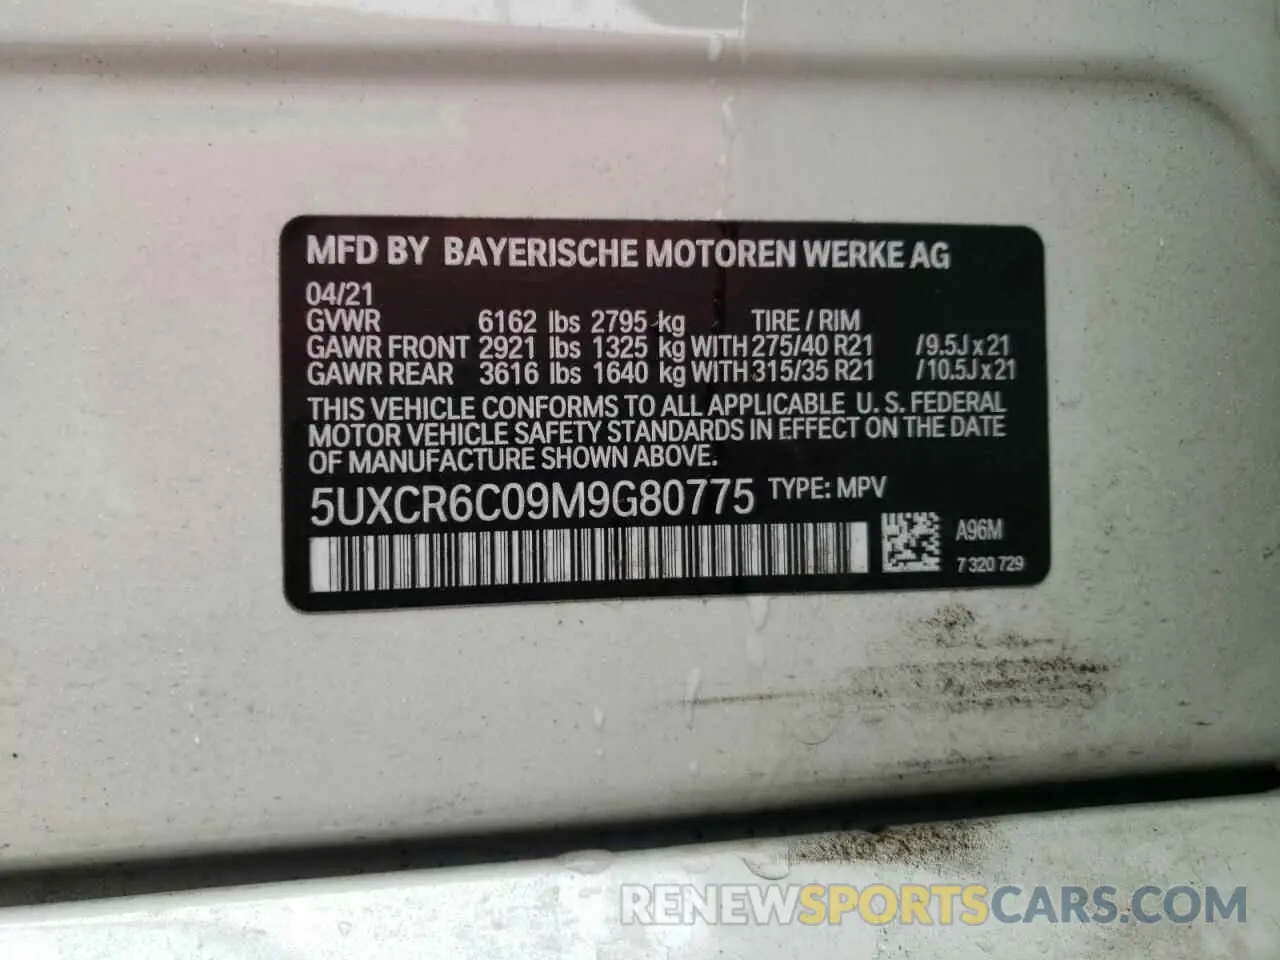 MFD BY BAYERISCHE MOTOREN WERKE AG
04/21
GVWR 6162 lbs 2795 kg TIRE / RIM
GAWR FRONT 2921 lbs 1325 kg WITH 275/40 R21 /9.5J x 21
GAWR REAR 3616 lbs 1640 kg WITH 315/35 R21 /10.5J x 21
THIS VEHICLE CONFORMS TO ALL APPLICABLE U. S. FEDERAL
MOTOR VEHICLE SAFETY STANDARDS IN EFFECT ON THE DATE
OF MANUFACTURE SHOWN ABOVE.
5UXCR6C09M9G80775 TYPE: MPV
A96M
7 320 729
RENEWSPORTSCARS.COM